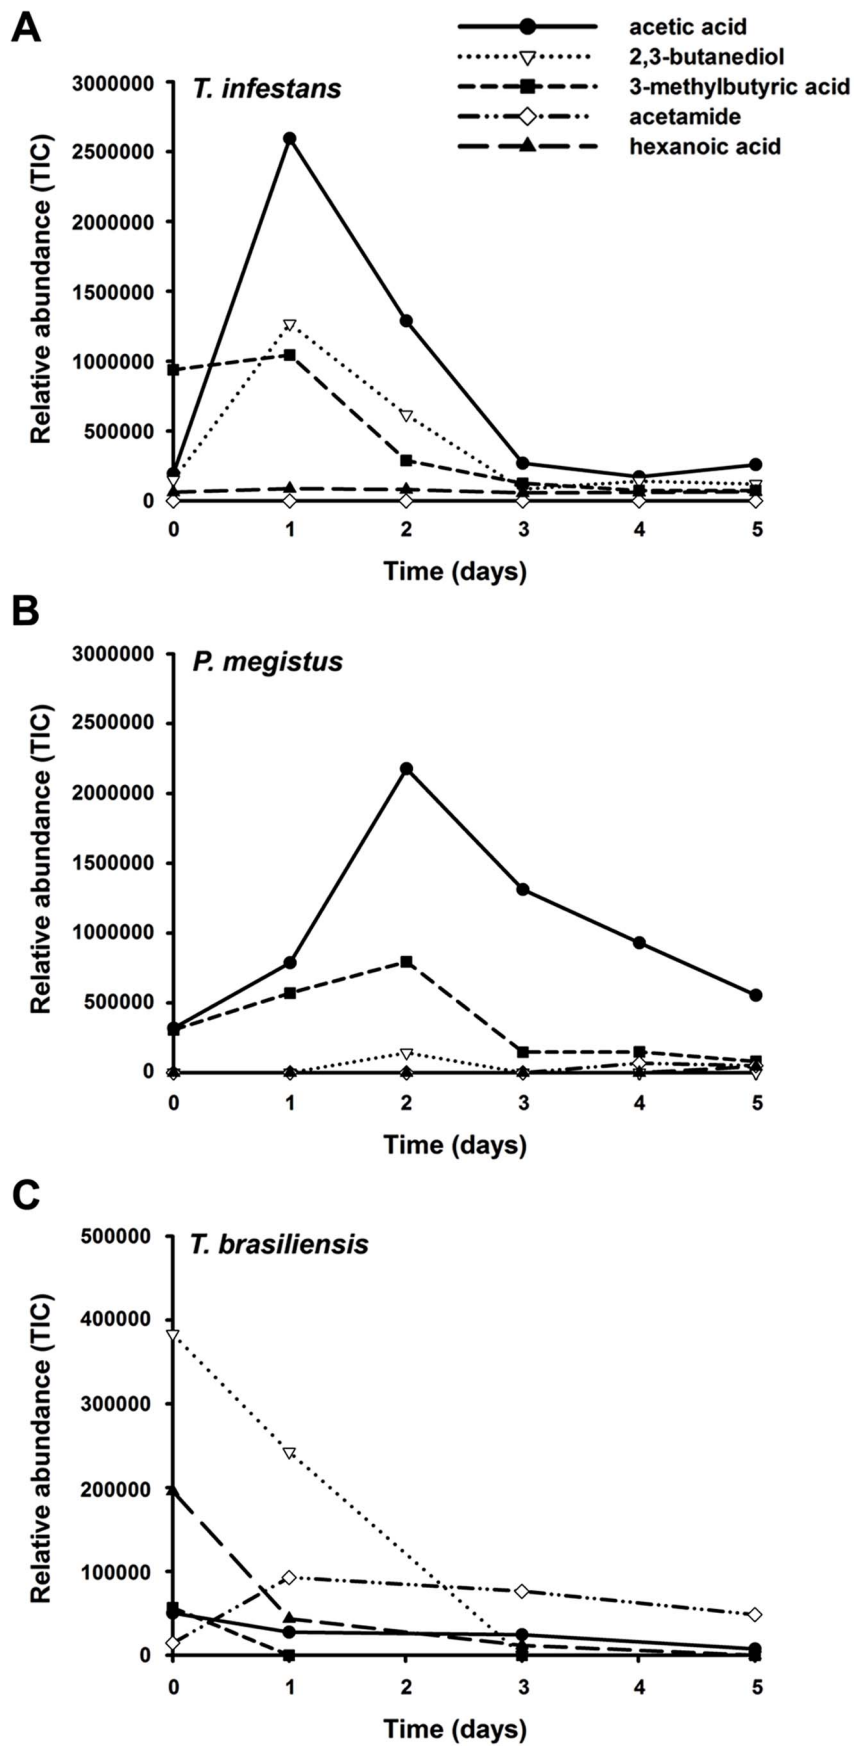 A
acetic acid
2,3-butanediol
3-methylbutyric acid
acetamide
hexanoic acid
T. infestans
3000000
2500000
2000000
1500000
1000000
500000
0
Relative abundance (TIC)
0 1 2 3 4 5
Time (days)
B
P. megistus
3000000
2500000
2000000
1500000
1000000
500000
0
Relative abundance (TIC)
0 1 2 3 4 5
Time (days)
C
T. brasiliensis
500000
400000
300000
200000
100000
0
Relative abundance (TIC)
0 1 2 3 4 5
Time (days)